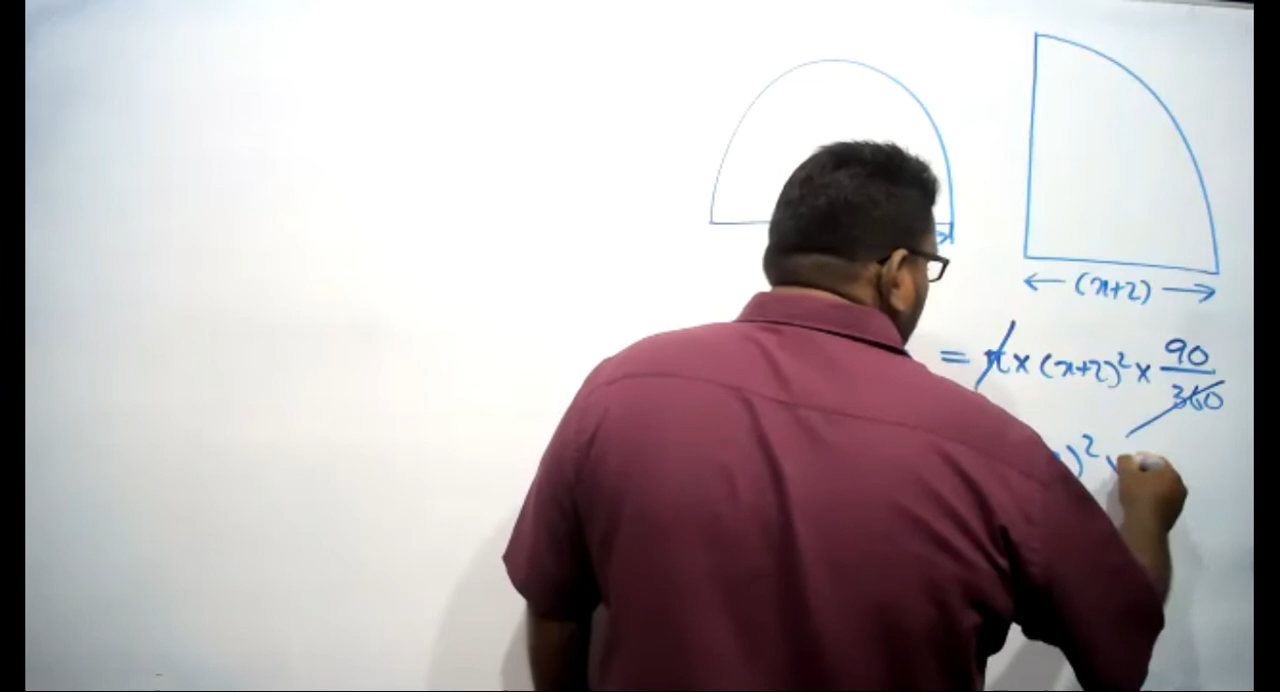 (x+2)
= π × (x+2)² × 90/360
)²